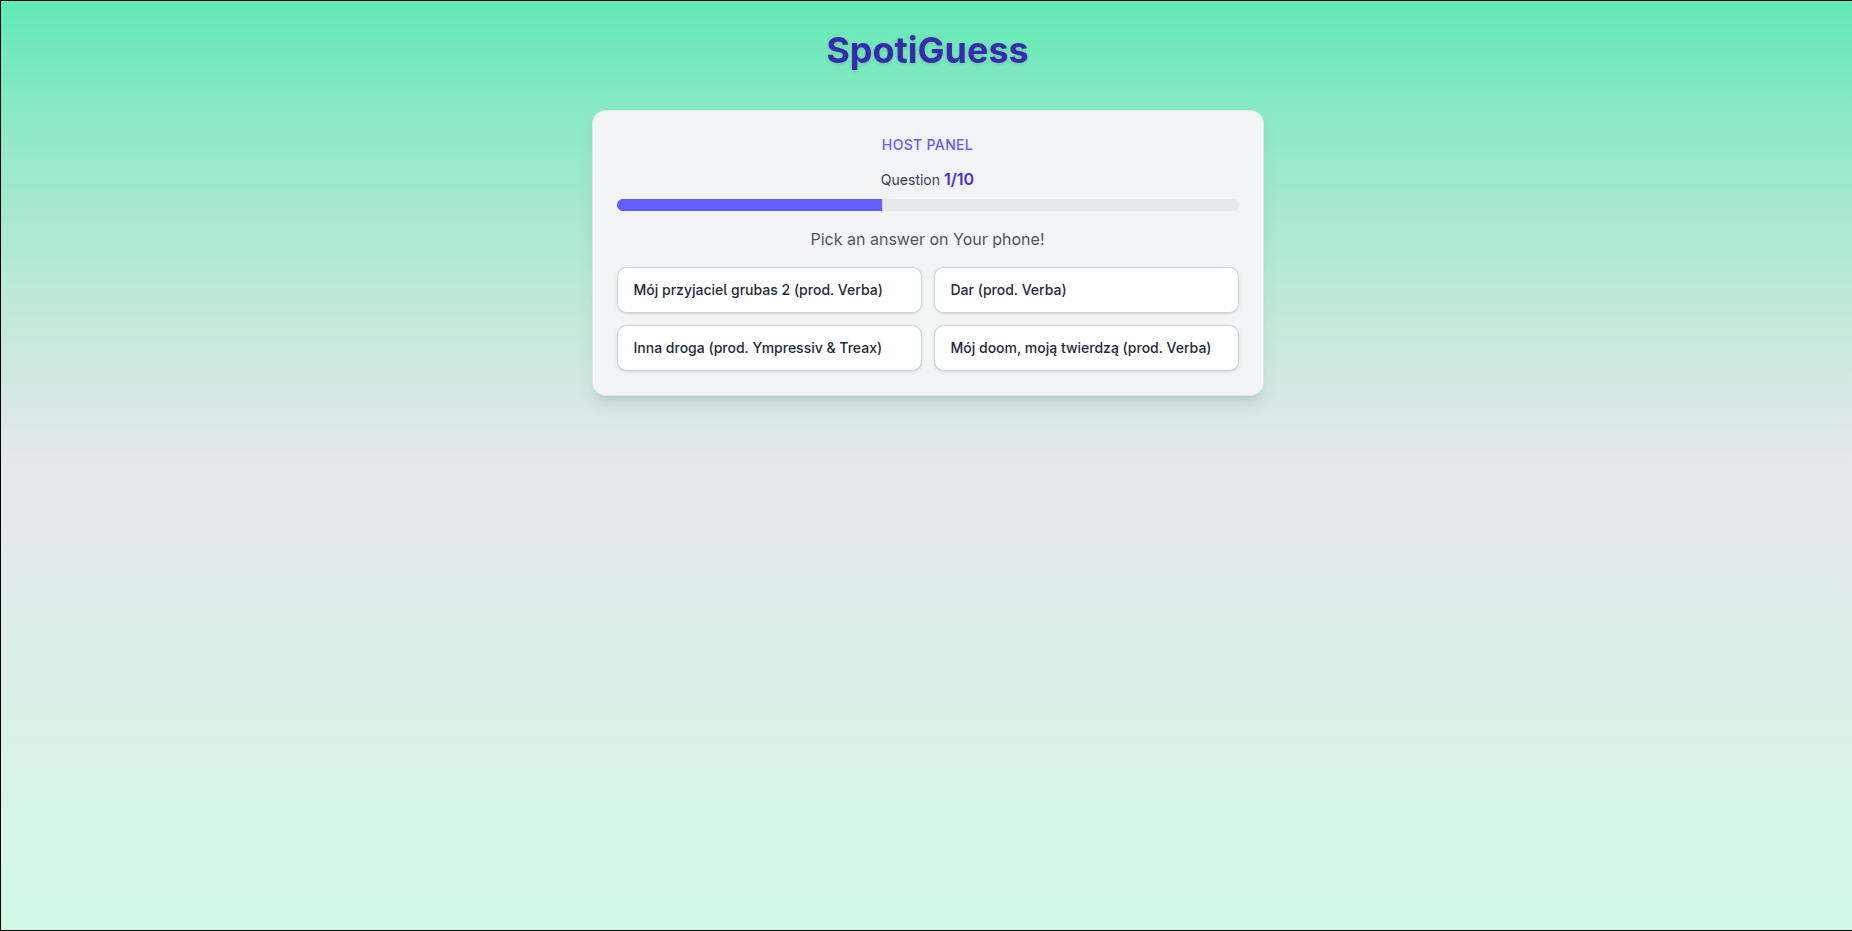 SpotiGuess
HOST PANEL
Question 1/10
Pick an answer on Your phone!
Mój przyjaciel grubas 2 (prod. Verba)
Dar (prod. Verba)
Inna droga (prod. Ympressiv & Treax)
Mój doom, moją twierdzą (prod. Verba)